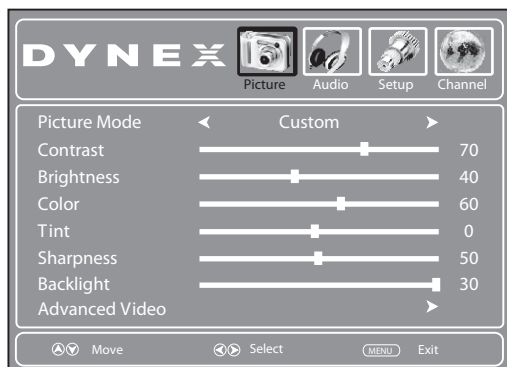 DYNEX
Picture Audio Setup Channel
Picture Mode Custom
Contrast 70
Brightness 40
Color 60
Tint 0
Sharpness 50
Backlight 30
Advanced Video
Move Select MENU Exit